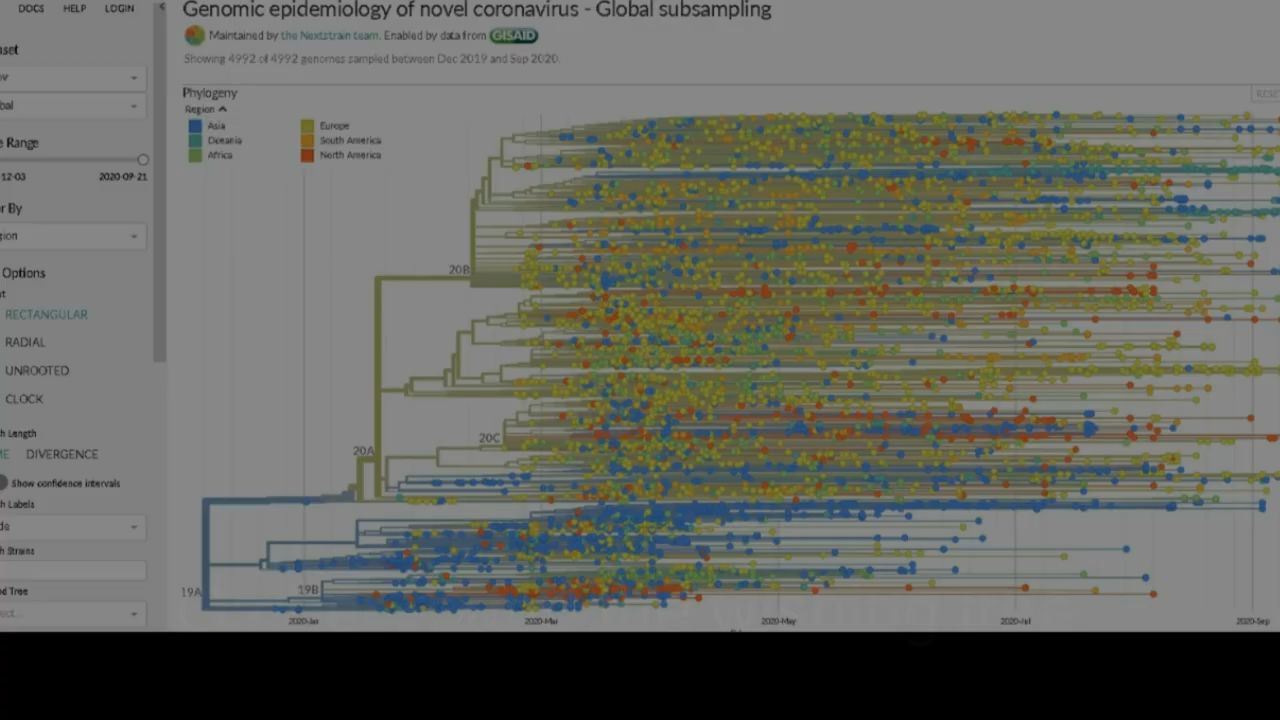 DOCS HELP LOGIN
Genomic epidemiology of novel coronavirus - Global subsampling
Maintained by the Nextstrain team. Enabled by data from GISAID
Showing 4992 of 4992 genomes sampled between Dec 2019 and Sep 2020.
Phylogeny
Region
Asia
Oceania
Africa
Europe
South America
North America
Range
12-03 2020-09-21
By
Options
RECTANGULAR
RADIAL
UNROOTED
CLOCK
Length
DIVERGENCE
Show confidence intervals
Labels
Strains
Tree
20B
20C
20A
19B
19A
2020-Jan 2020-Mar 2020-May 2020-Jul 2020-Sep